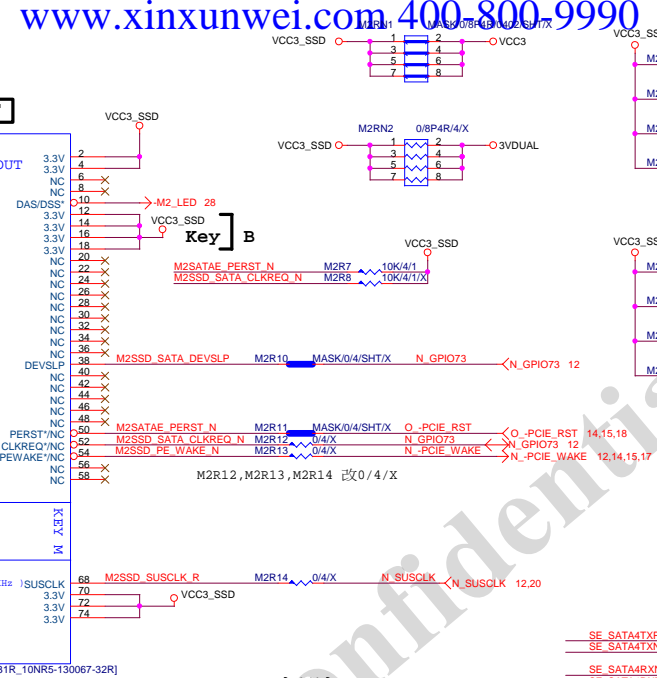 www.xinxunwei.com 400-800-9990
M2RN1 MASK/0/8P4R/0402/SHT/X
VCC3_SSD 1 2 VCC3
3 4
5 6
7 8
M2RN2 0/8P4R/4/X
VCC3_SSD 1 2 3VDUAL
3 4
5 6
7 8
VCC3_SSD
OUT
3.3V 2
3.3V 4
NC 6
NC 8
DAS/DSS* 10 -M2_LED 28
3.3V 12
3.3V 14
3.3V 16
3.3V 18
VCC3_SSD
Key B
NC 20
NC 22
NC 24
NC 26
NC 28
NC 30
NC 32
NC 34
NC 36
VCC3_SSD
M2SATAE_PERST_N M2R7 10K/4/1
M2SSD_SATA_CLKREQ_N M2R8 10K/4/1/X
DEVSLP 38 M2SSD_SATA_DEVSLP M2R10 MASK/0/4/SHT/X N_GPIO73 N_GPIO73 12
NC 40
NC 42
NC 44
NC 46
NC 48
PERST*/NC 50 M2SATAE_PERST_N M2R11 MASK/0/4/SHT/X O_-PCIE_RST O_-PCIE_RST 14,15,18
CLKREQ*/NC 52 M2SSD_SATA_CLKREQ_N M2R12 0/4/X N_GPIO73 N_GPIO73 12
PEWAKE*/NC 54 M2SSD_PE_WAKE_N M2R13 0/4/X N_-PCIE_WAKE N_-PCIE_WAKE 12,14,15,17
NC 56
NC 58
M2R12,M2R13,M2R14 改0/4/X
KEY M
Hz )SUSCLK 68 M2SSD_SUSCLK_R M2R14 0/4/X N_SUSCLK N_SUSCLK 12,20
3.3V 70
3.3V 72
3.3V 74
VCC3_SSD
31R_10NR5-130067-32R]
SE_SATA4TXN
SE_SATA4RXN